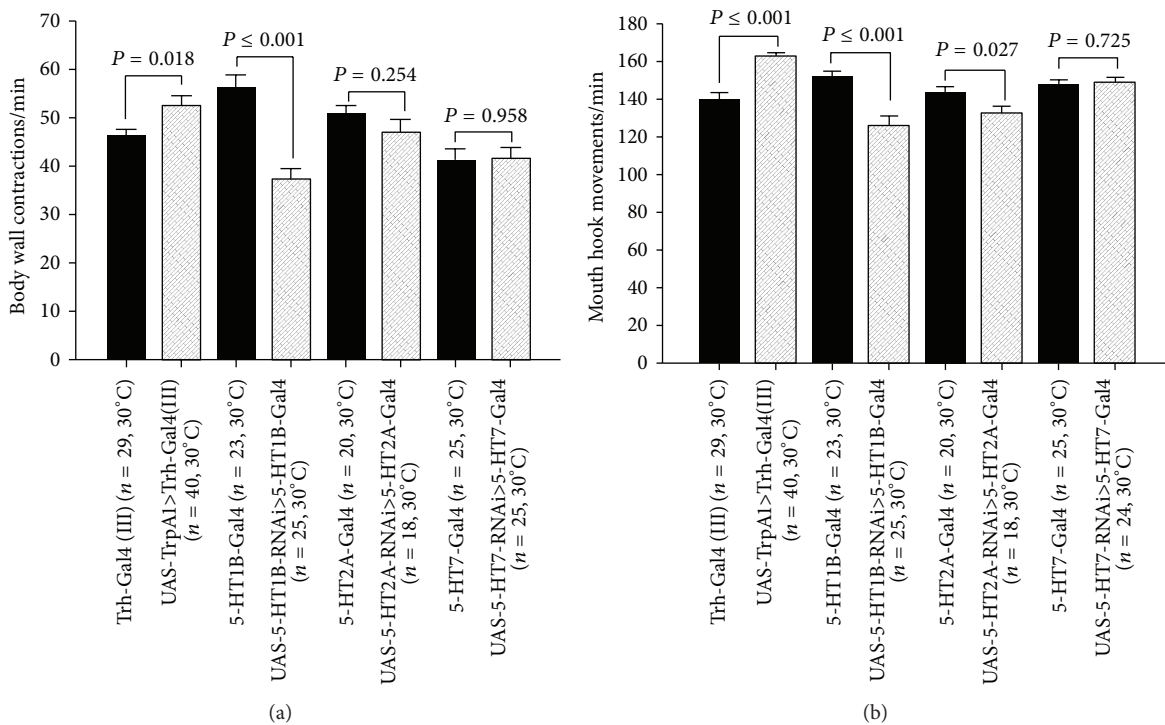 70
60
50
40
30
20
10
0
Body wall contractions/min
P = 0.018
P ≤ 0.001
P = 0.254
P = 0.958
Trh-Gal4 (III) (n = 29, 30°C)
UAS-TrpA1>Trh-Gal4(III)
(n = 40, 30°C)
5-HT1B-Gal4 (n = 23, 30°C)
UAS-5-HT1B-RNAi>5-HT1B-Gal4
(n = 25, 30°C)
5-HT2A-Gal4 (n = 20, 30°C)
UAS-5-HT2A-RNAi>5-HT2A-Gal4
(n = 18, 30°C)
5-HT7-Gal4 (n = 25, 30°C)
UAS-5-HT7-RNAi>5-HT7-Gal4
(n = 25, 30°C)
(a)
180
160
140
120
100
80
60
40
20
0
Mouth hook movements/min
P ≤ 0.001
P ≤ 0.001
P = 0.027
P = 0.725
Trh-Gal4 (III) (n = 29, 30°C)
UAS-TrpA1>Trh-Gal4(III)
(n = 40, 30°C)
5-HT1B-Gal4 (n = 23, 30°C)
UAS-5-HT1B-RNAi>5-HT1B-Gal4
(n = 25, 30°C)
5-HT2A-Gal4 (n = 20, 30°C)
UAS-5-HT2A-RNAi>5-HT2A-Gal4
(n = 18, 30°C)
5-HT7-Gal4 (n = 25, 30°C)
UAS-5-HT7-RNAi>5-HT7-Gal4
(n = 24, 30°C)
(b)